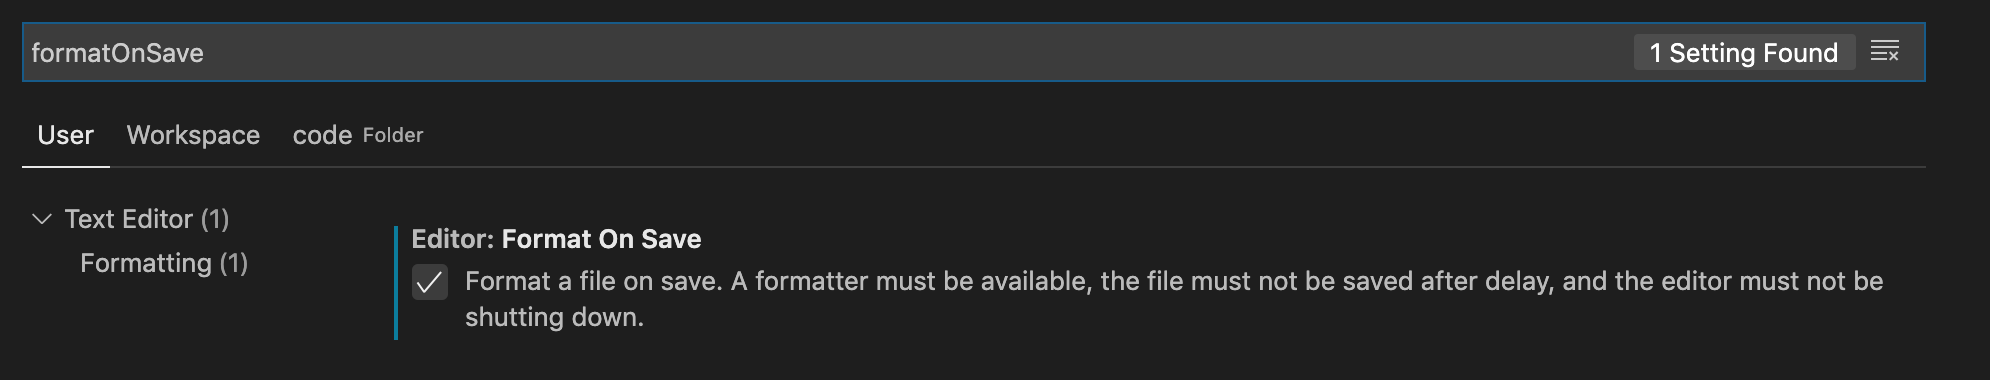 formatOnSave
1 Setting Found
User Workspace code Folder
Text Editor (1)
Formatting (1)
Editor: Format On Save
Format a file on save. A formatter must be available, the file must not be saved after delay, and the editor must not be
shutting down.